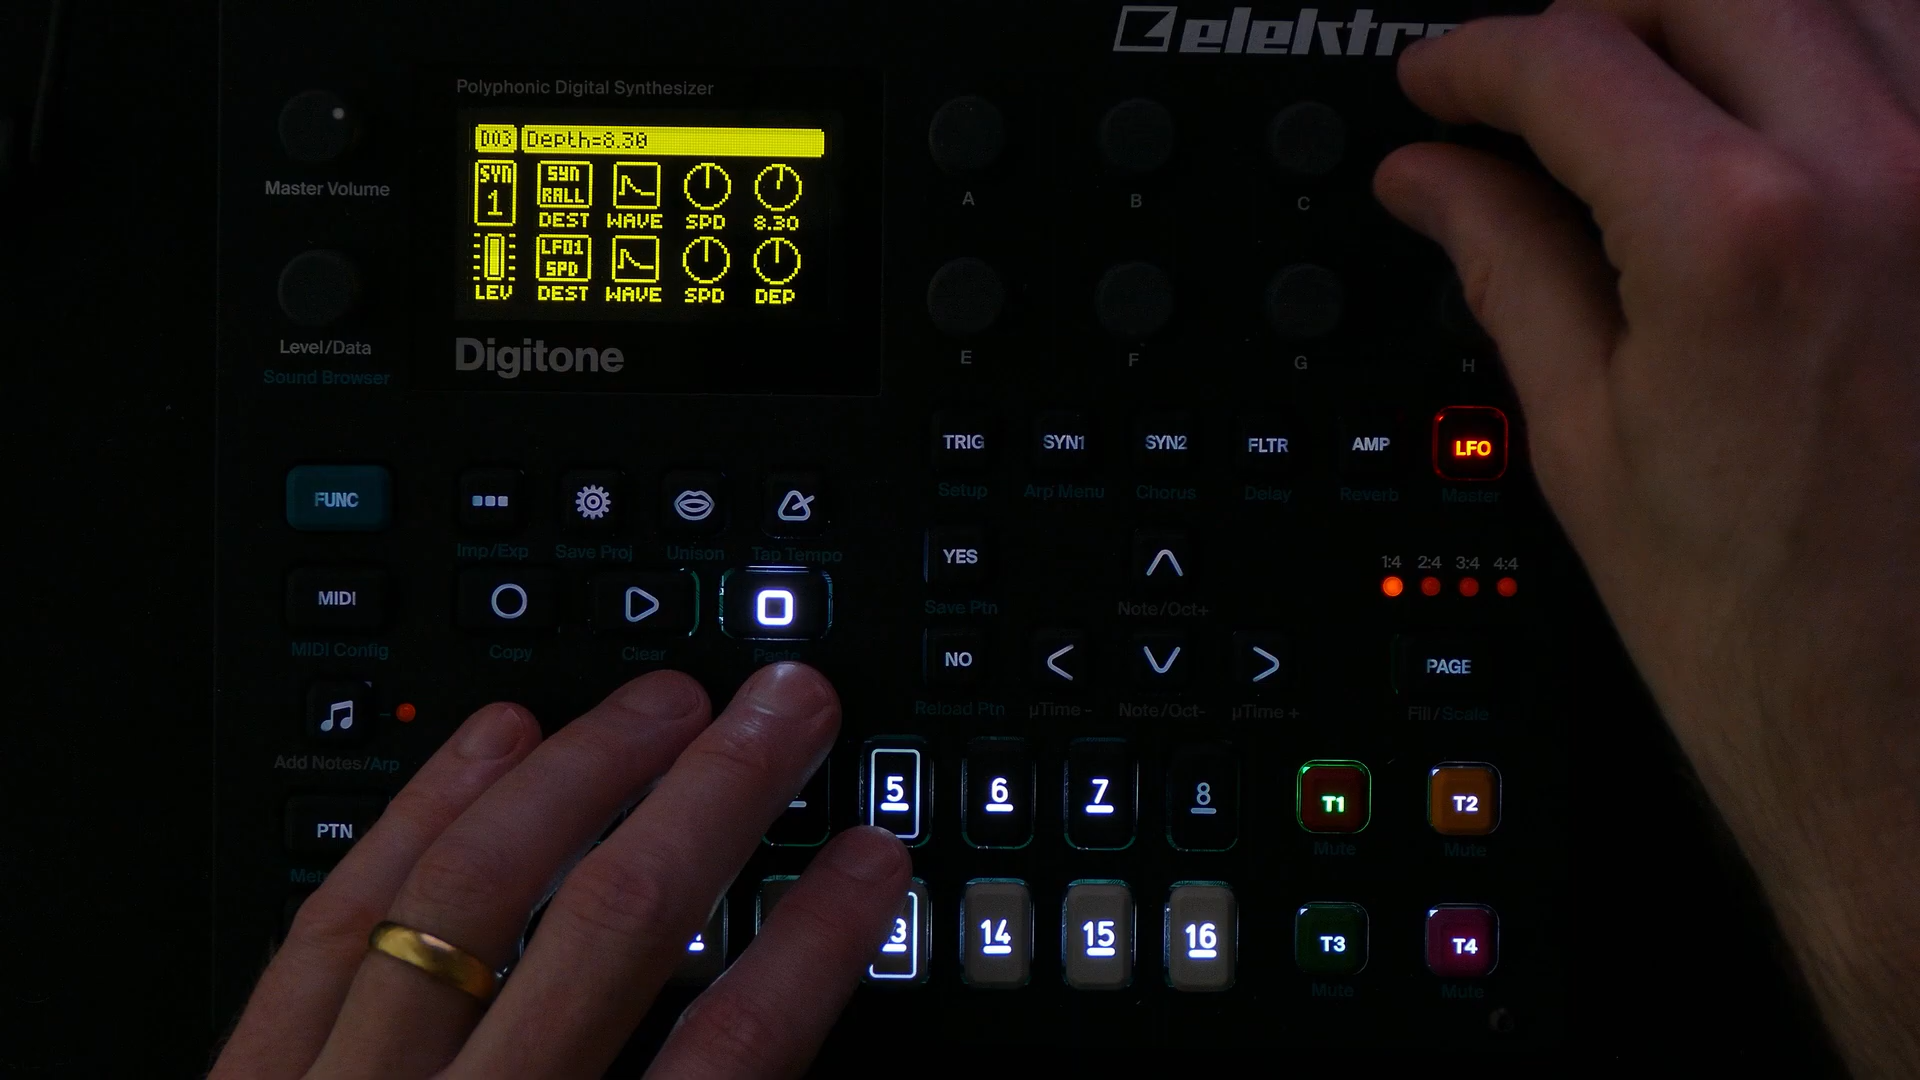 elektr
Polyphonic Digital Synthesizer
D03 Depth=8.30
SYN 1
SYN RALL
DEST WAVE SPD 8.30
LFO1 SPD
LEV DEST WAVE SPD DEP
Digitone
Master Volume
Level/Data
Sound Browser
A B C
E F G H
TRIG SYN1 SYN2 FLTR AMP LFO
Setup Arp Menu Chorus Delay Reverb Master
FUNC
Imp/Exp Save Proj Unison Tap Tempo
YES
Save Ptn Note/Oct+
1:4 2:4 3:4 4:4
MIDI
MIDI Config Copy Clear Paste
NO PAGE
Reload Ptn µTime - Note/Oct- µTime + Fill/Scale
Add Notes/Arp
PTN
5 6 7 8 T1 T2
Mute Mute
14 15 16 T3 T4
Mute Mute